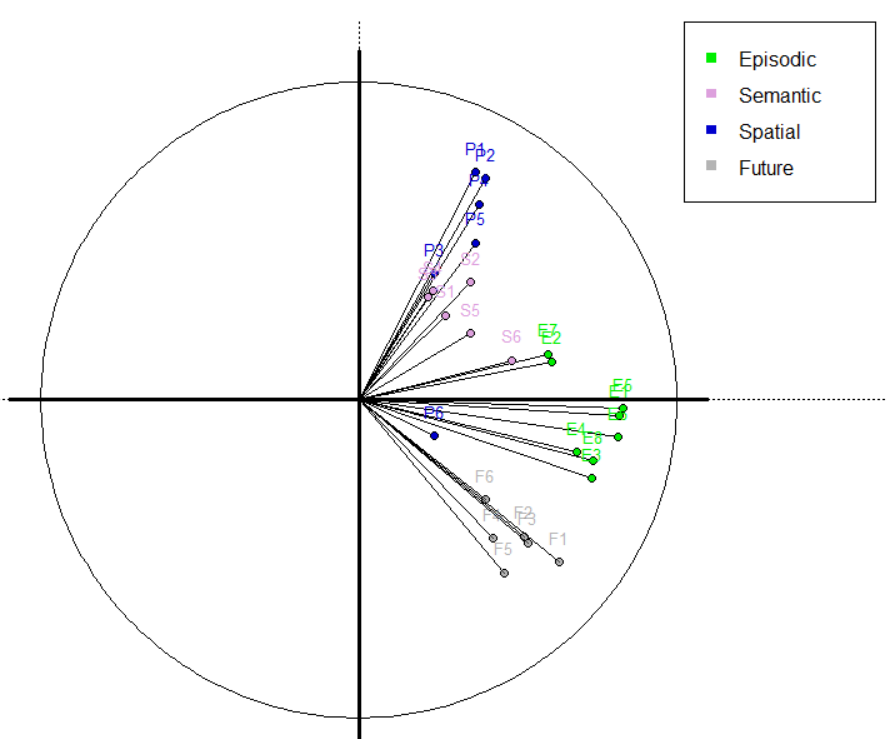 Episodic
Semantic
Spatial
Future
P1
P2
P4
P5
P3
S2
S1
S5
S6
E7
E2
E5
E1
P6
E4
E8
E3
F6
F2
F3
F1
F5